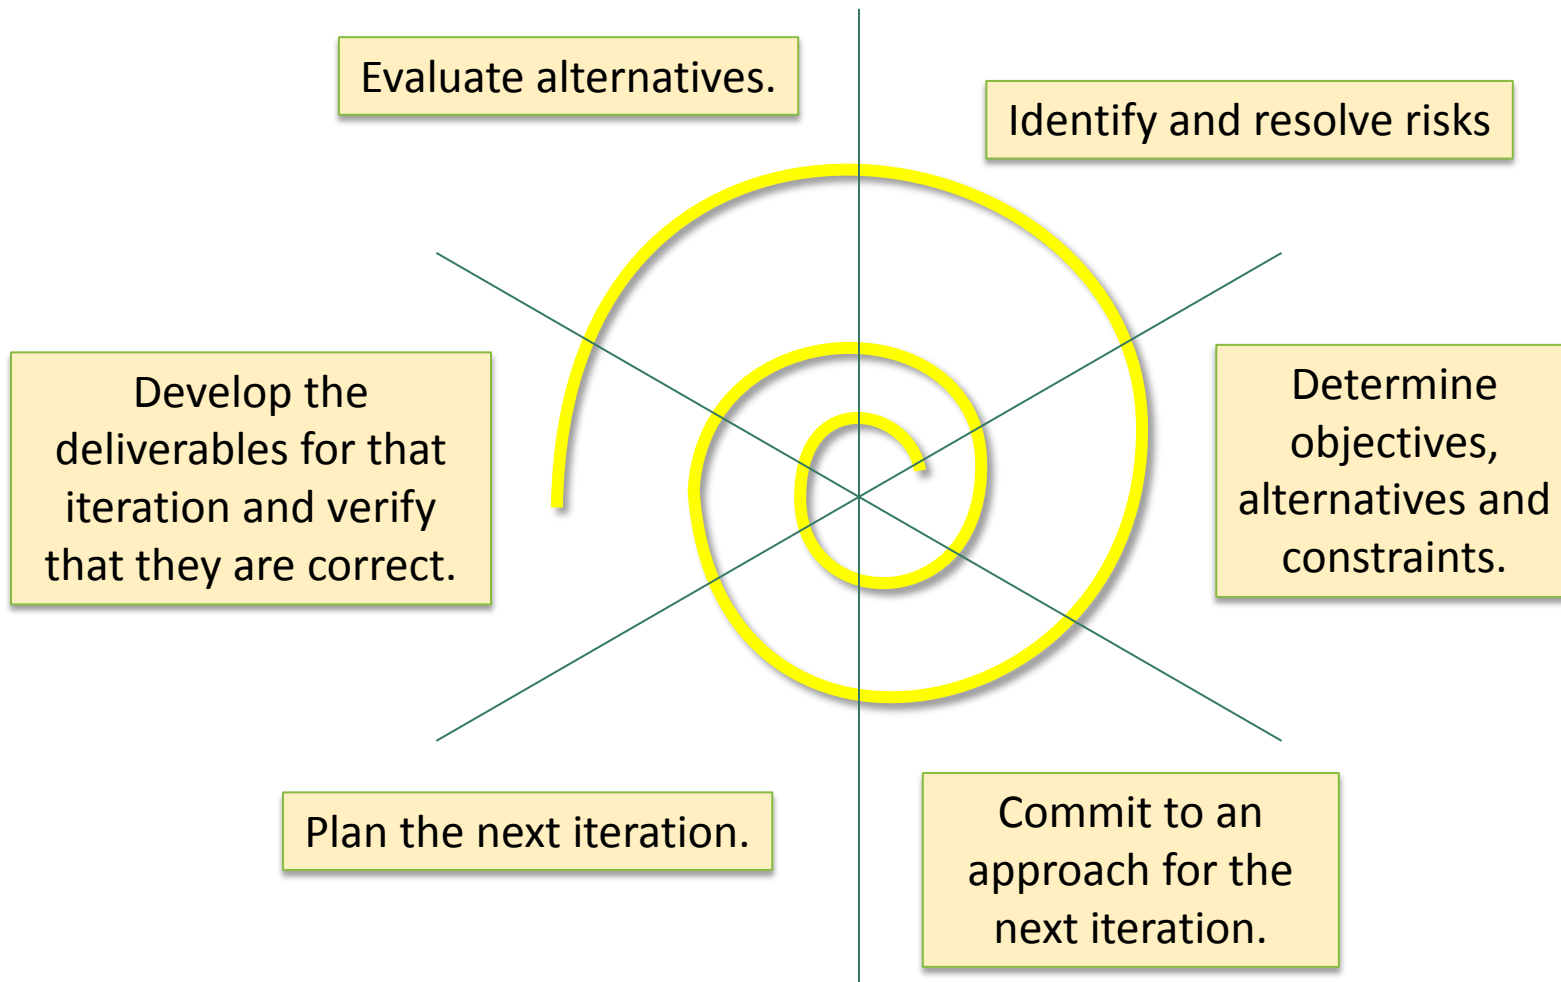 Evaluate alternatives.
Identify and resolve risks
Develop the
deliverables for that
iteration and verify
that they are correct.
Determine
objectives,
alternatives and
constraints.
Plan the next iteration.
Commit to an
approach for the
next iteration.